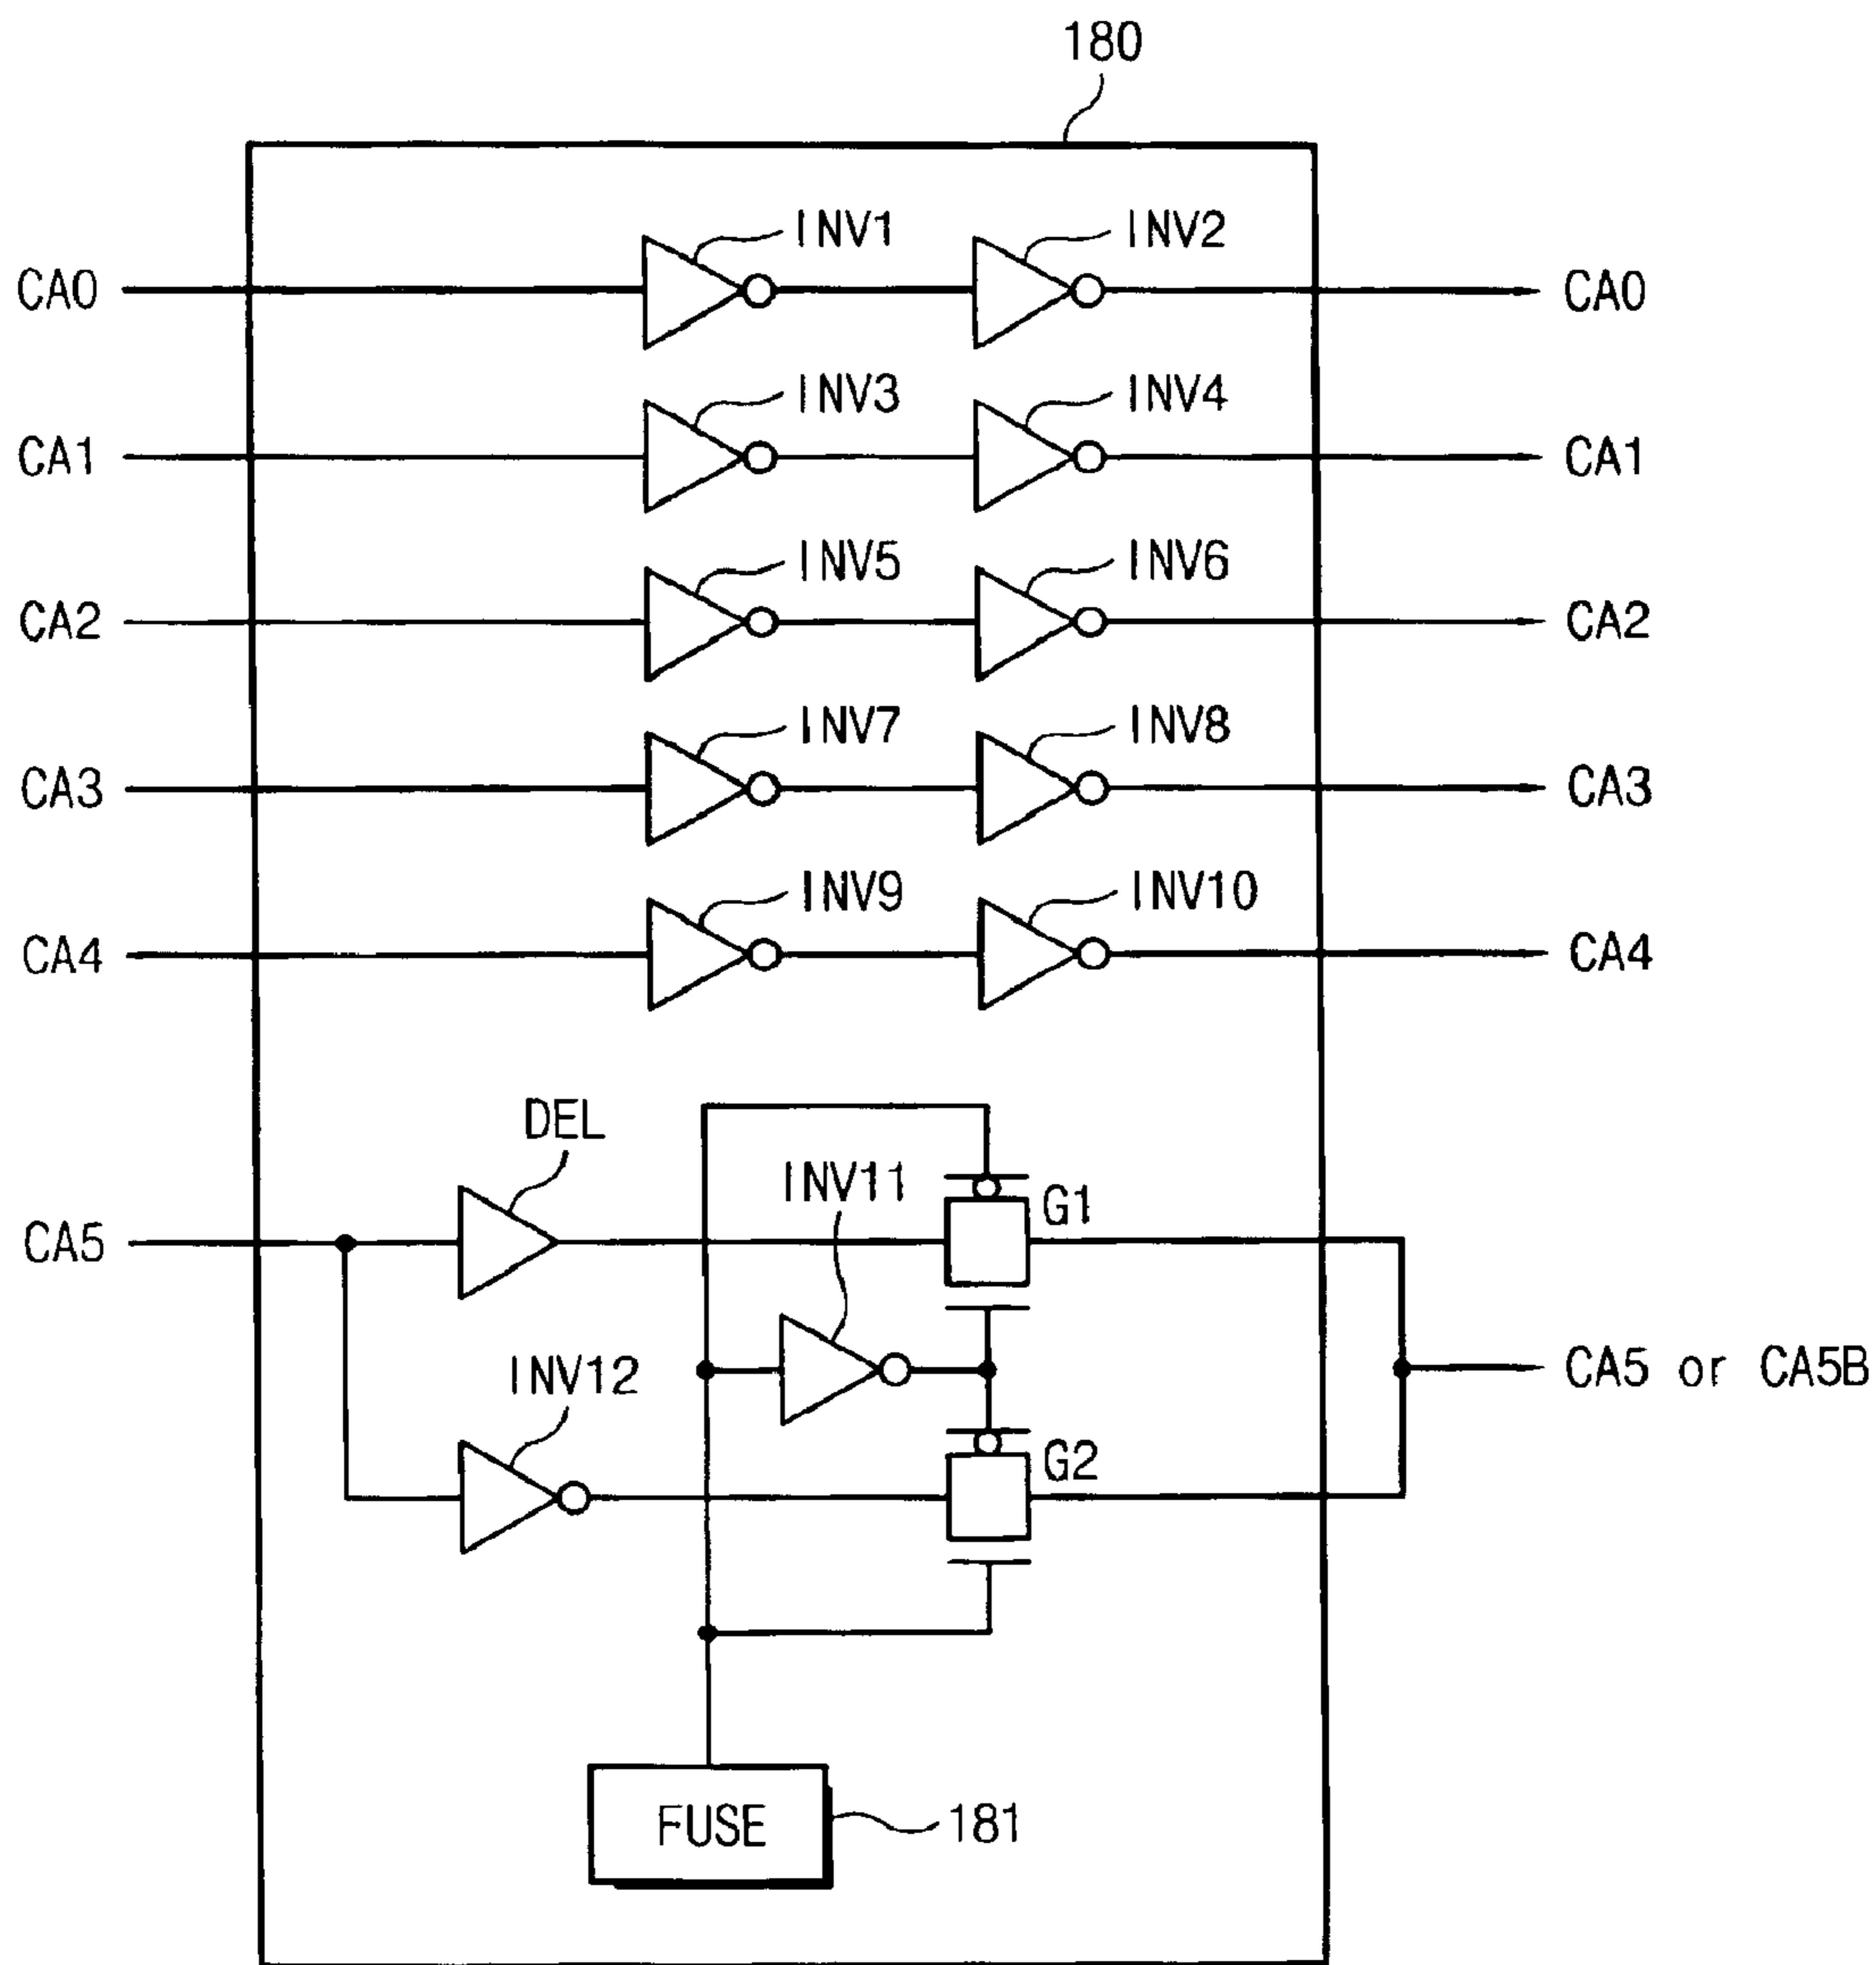 180
INV1
INV2
CA0
CA0
INV3
INV4
CA1
CA1
INV5
INV6
CA2
CA2
INV7
INV8
CA3
CA3
INV9
INV10
CA4
CA4
DEL
INV11
G1
CA5
INV12
CA5 or CA5B
G2
FUSE
181